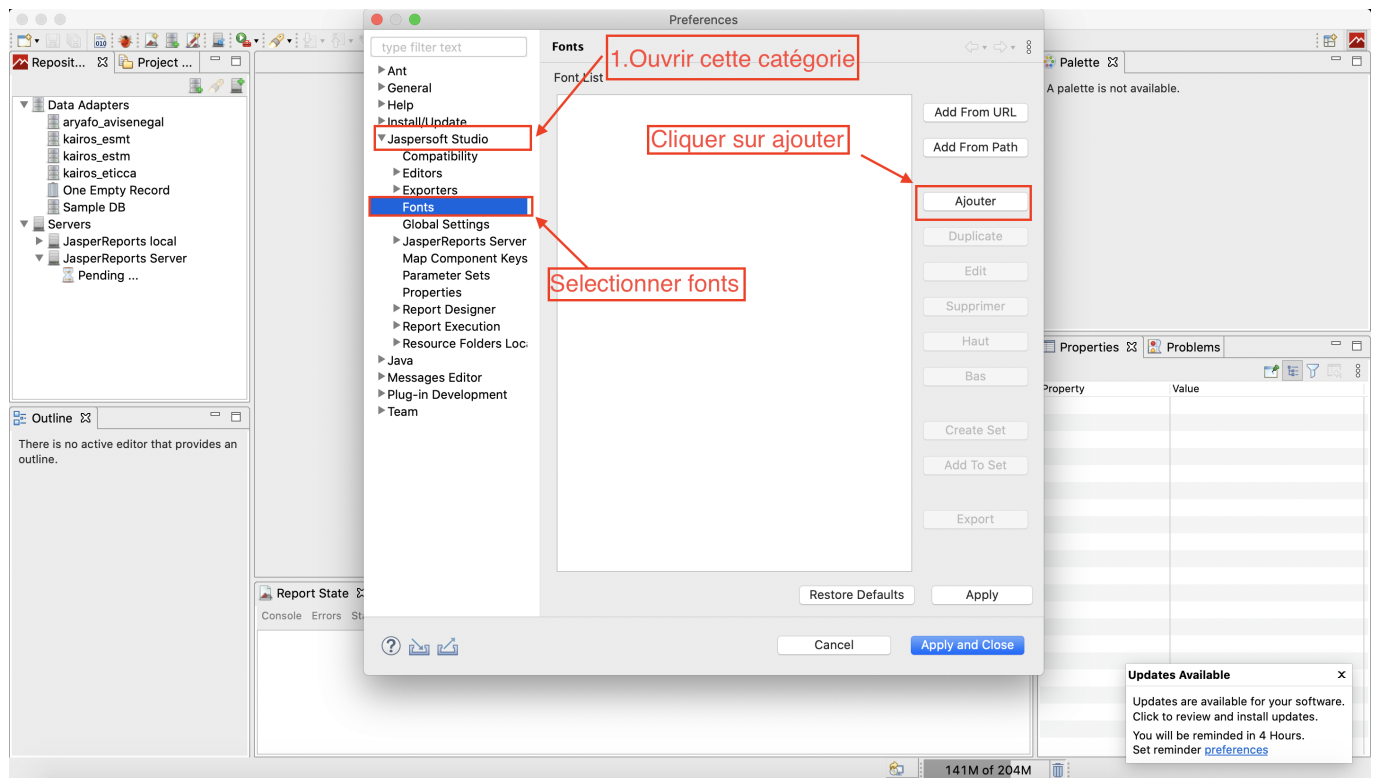 Preferences
Reposit...
Project ...
Data Adapters
aryafo_avisenegal
kairos_esmt
kairos_estm
kairos_eticca
One Empty Record
Sample DB
Servers
JasperReports local
JasperReports Server
Pending ...
Outline
There is no active editor that provides an
outline.
type filter text
Ant
General
Help
Install/Update
Jaspersoft Studio
Compatibility
Editors
Exporters
Fonts
Global Settings
JasperReports Server
Map Component Keys
Parameter Sets
Properties
Report Designer
Report Execution
Resource Folders Loc
Java
Messages Editor
Plug-in Development
Team
Fonts
1.Ouvrir cette catégorie
Font List
Cliquer sur ajouter
Selectionner fonts
Add From URL
Add From Path
Ajouter
Duplicate
Edit
Supprimer
Haut
Bas
Create Set
Add To Set
Export
Restore Defaults
Apply
Cancel
Apply and Close
Report State
Console
Errors
Palette
A palette is not available.
Properties
Problems
Property
Value
Updates Available
x
Updates are available for your software.
Click to review and install updates.
You will be reminded in 4 Hours.
Set reminder preferences
141M of 204M